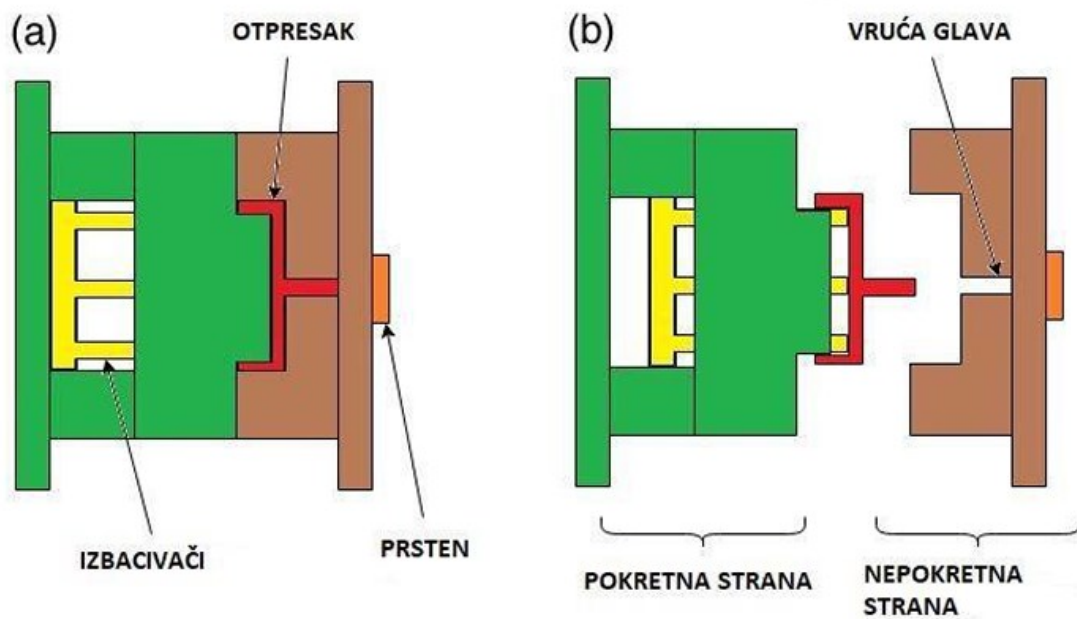 (a)
OTPRESAK
IZBACIVAČI
PRSTEN
(b)
VRUĆA GLAVA
POKRETNA STRANA
NEPOKRETNA
STRANA